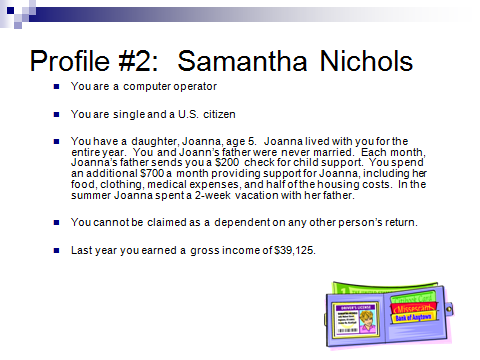 Profile #2: Samantha Nichols
You are a computer operator
You are single and a U.S. citizen
You have a daughter, Joanna, age 5. Joanna lived with you for the
entire year. You and Joann's father were never married. Each month,
Joanna's father sends you a $200 check for child support. You spend
an additional $700 a month providing support for Joanna, including her
food, clothing, medical expenses, and half of the housing costs. In the
summer Joanna spent a 2-week vacation with her father.
You cannot be claimed as a dependent on any other person's return.
Last year you earned a gross income of $39,125.
DRIVER'S LICENSE
Bank of Anytown